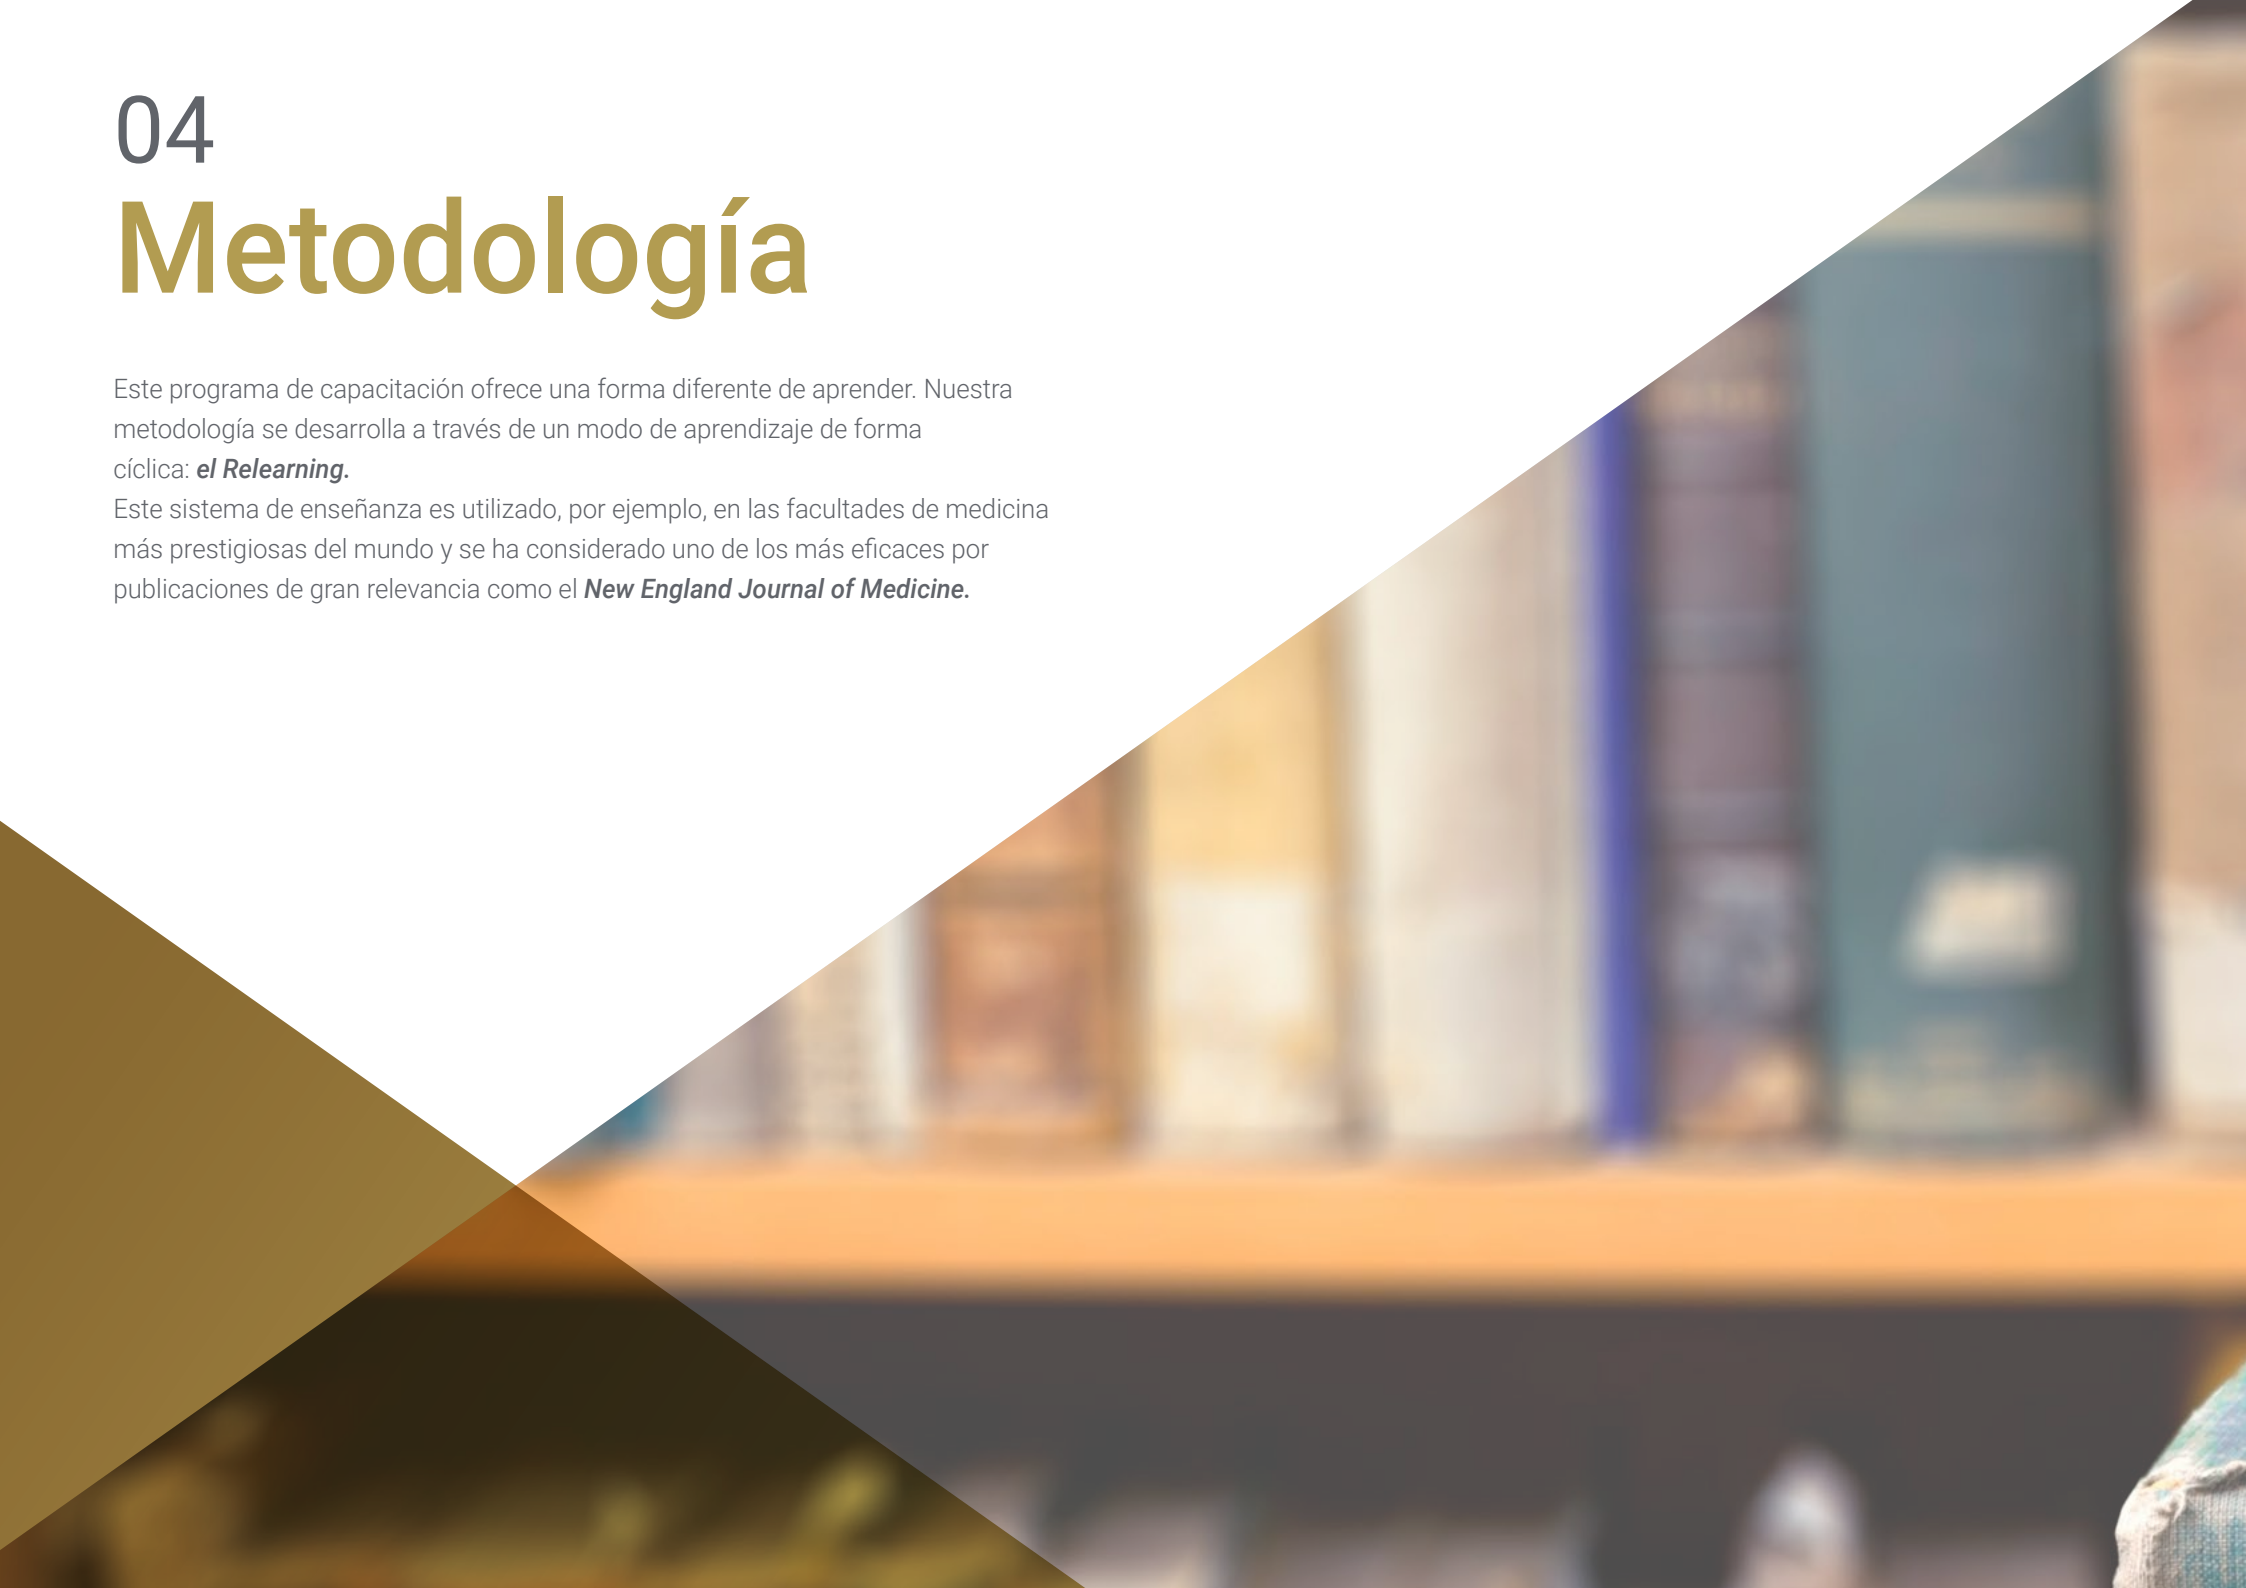 04
Metodología
Este programa de capacitación ofrece una forma diferente de aprender. Nuestra
metodología se desarrolla a través de un modo de aprendizaje de forma
cíclica: el Relearning.
Este sistema de enseñanza es utilizado, por ejemplo, en las facultades de medicina
más prestigiosas del mundo y se ha considerado uno de los más eficaces por
publicaciones de gran relevancia como el New England Journal of Medicine.